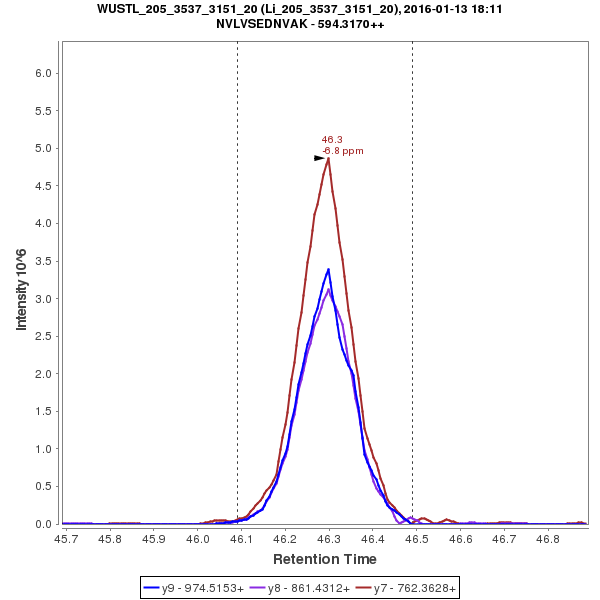 WUSTL_205_3537_3151_20 (Li_205_3537_3151_20), 2016-01-13 18:11
NVLVSEDNVAK - 594.3170++
46.3
-6.8 ppm
6.0
5.5
5.0
4.5
4.0
3.5
3.0
2.5
2.0
1.5
1.0
0.5
0.0
Intensity 10^6
45.7 45.8 45.9 46.0 46.1 46.2 46.3 46.4 46.5 46.6 46.7 46.8
Retention Time
y9 - 974.5153+ y8 - 861.4312+ y7 - 762.3628+